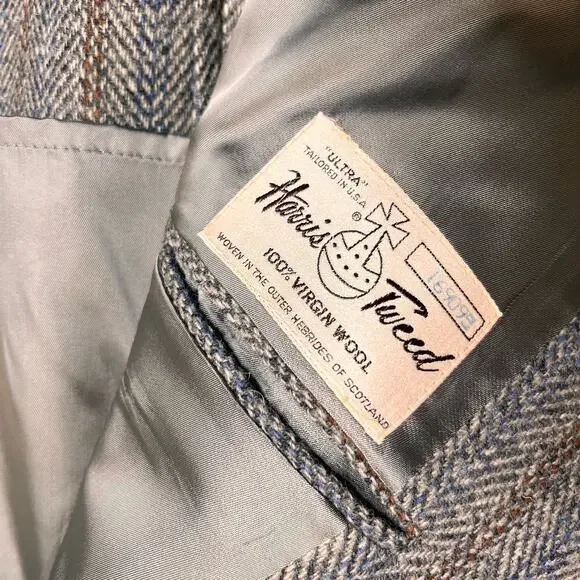 "ULTRA"
TAILORED IN U.S.A
Harris ®
Tweed
100% VIRGIN WOOL
WOVEN IN THE OUTER HEBRIDES OF SCOTLAND